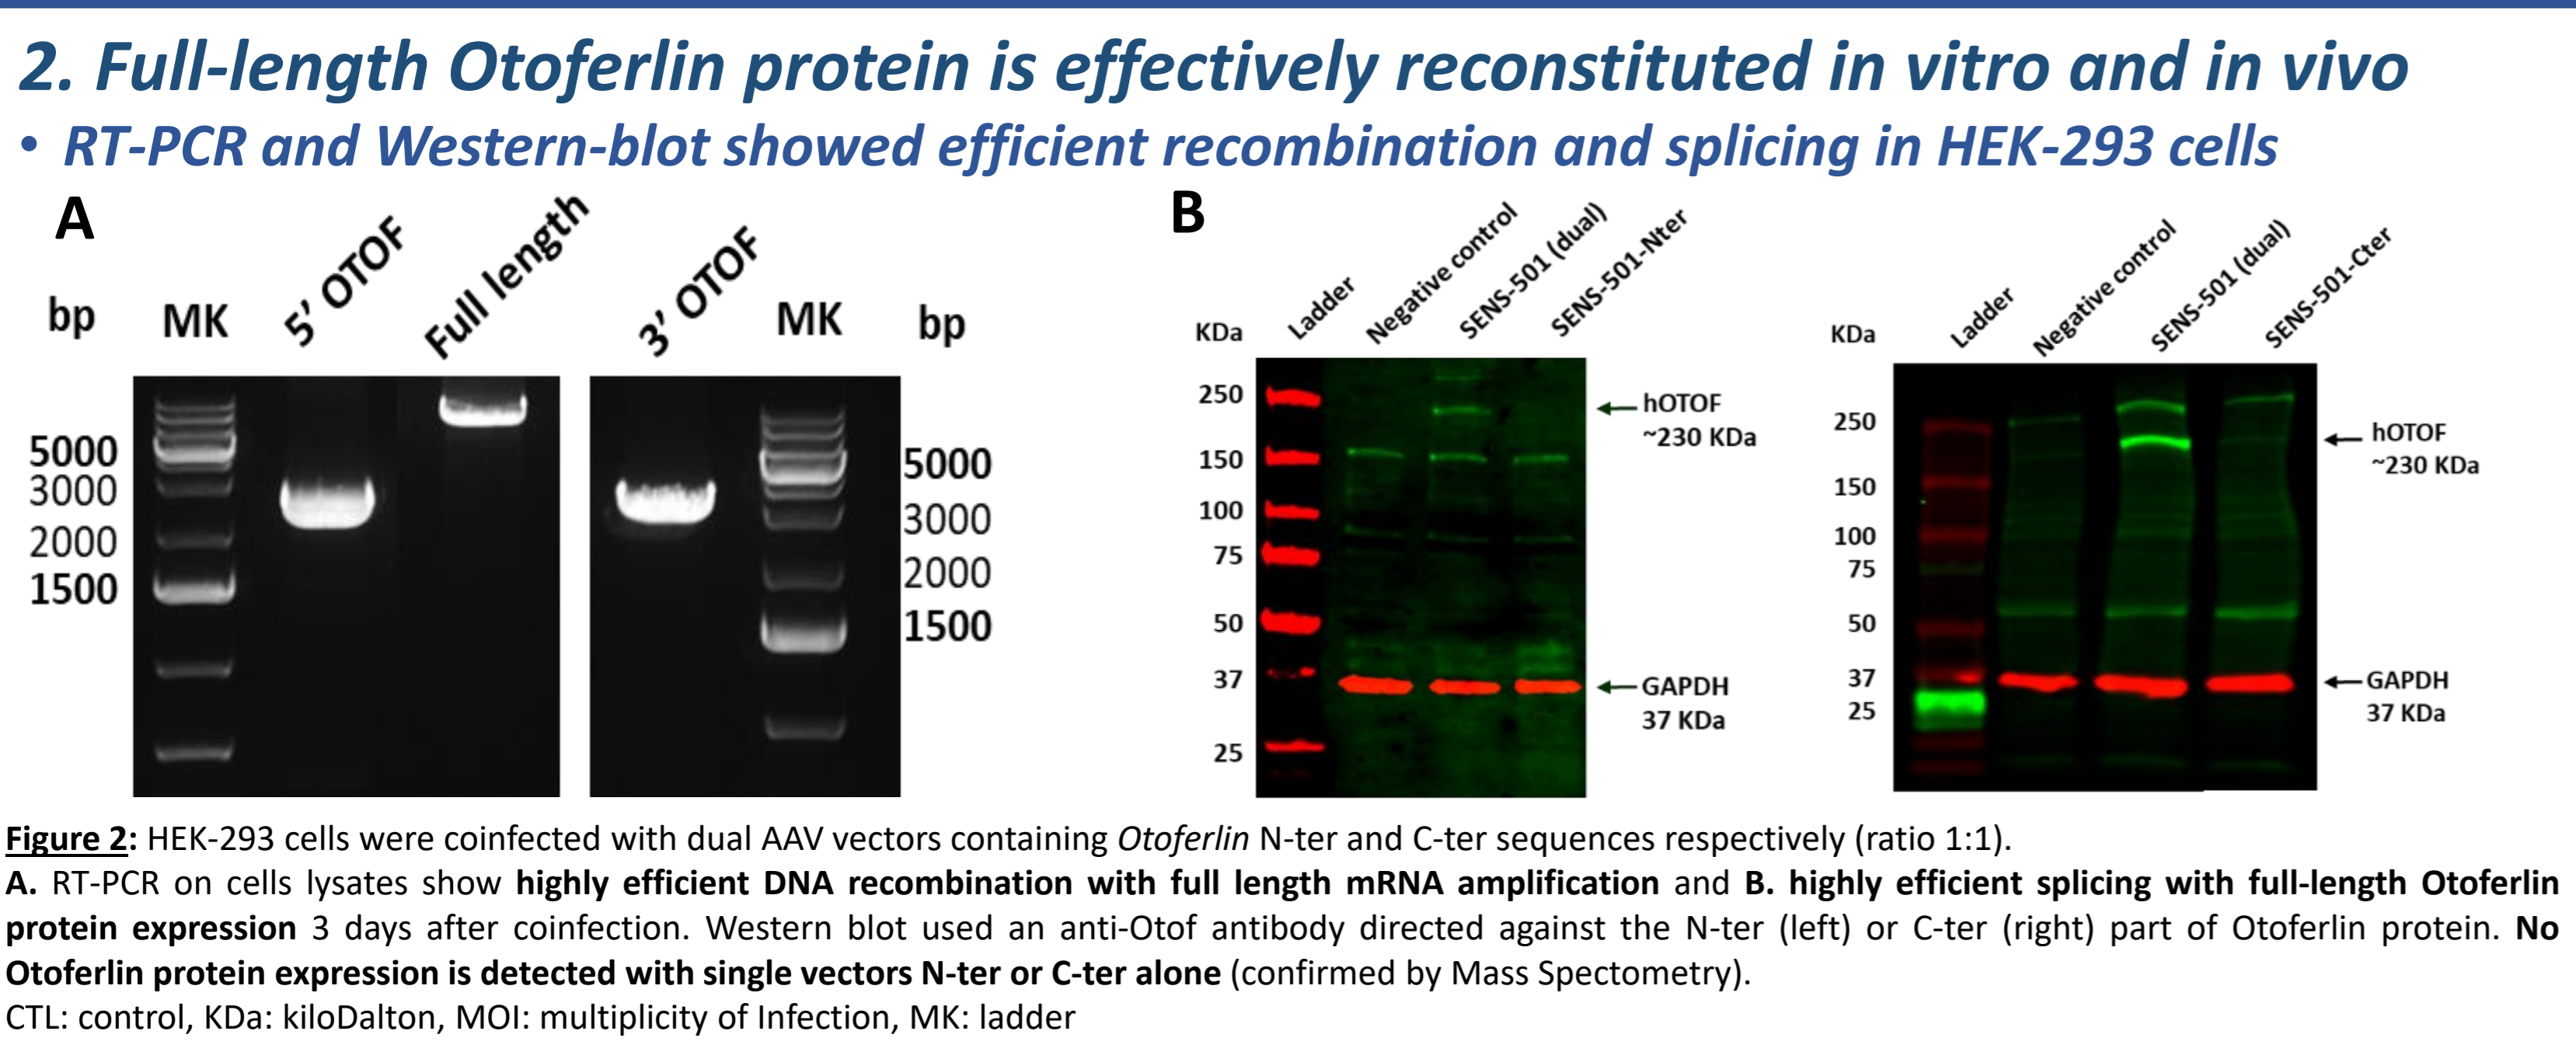 2. Full-length Otoferlin protein is effectively reconstituted in vitro and in vivo
• RT-PCR and Western-blot showed efficient recombination and splicing in HEK-293 cells
A
bp
MK
5’ OTOF
Full length
3’ OTOF
MK
bp
5000
3000
2000
1500
5000
3000
2000
1500
B
KDa
Ladder
Negative control
SENS-501 (dual)
SENS-501-Nter
250
150
100
75
50
37
25
hOTOF
~230 KDa
GAPDH
37 KDa
KDa
Ladder
Negative control
SENS-501 (dual)
SENS-501-Cter
250
150
100
75
50
37
25
hOTOF
~230 KDa
GAPDH
37 KDa
Figure 2: HEK-293 cells were coinfected with dual AAV vectors containing Otoferlin N-ter and C-ter sequences respectively (ratio 1:1).
A. RT-PCR on cells lysates show highly efficient DNA recombination with full length mRNA amplification and B. highly efficient splicing with full-length Otoferlin
protein expression 3 days after coinfection. Western blot used an anti-Otof antibody directed against the N-ter (left) or C-ter (right) part of Otoferlin protein. No
Otoferlin protein expression is detected with single vectors N-ter or C-ter alone (confirmed by Mass Spectometry).
CTL: control, KDa: kiloDalton, MOI: multiplicity of Infection, MK: ladder